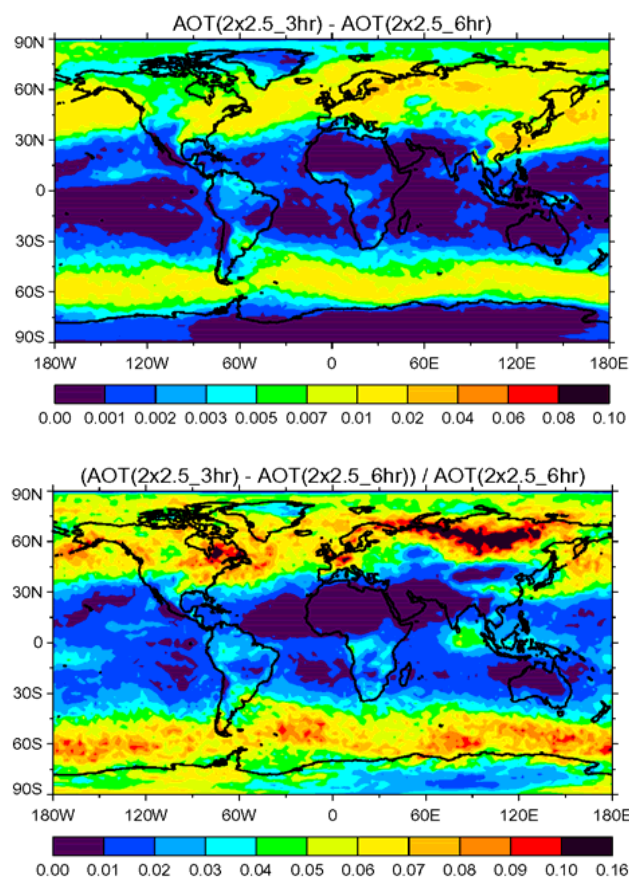 AOT(2x2.5_3hr) - AOT(2x2.5_6hr)
90N
60N
30N
0
30S
60S
90S
180W 120W 60W 0 60E 120E 180E
0.00 0.001 0.002 0.003 0.005 0.007 0.01 0.02 0.04 0.06 0.08 0.10
(AOT(2x2.5_3hr) - AOT(2x2.5_6hr)) / AOT(2x2.5_6hr)
90N
60N
30N
0
30S
60S
90S
180W 120W 60W 0 60E 120E 180E
0.00 0.01 0.02 0.03 0.04 0.05 0.06 0.07 0.08 0.09 0.10 0.16